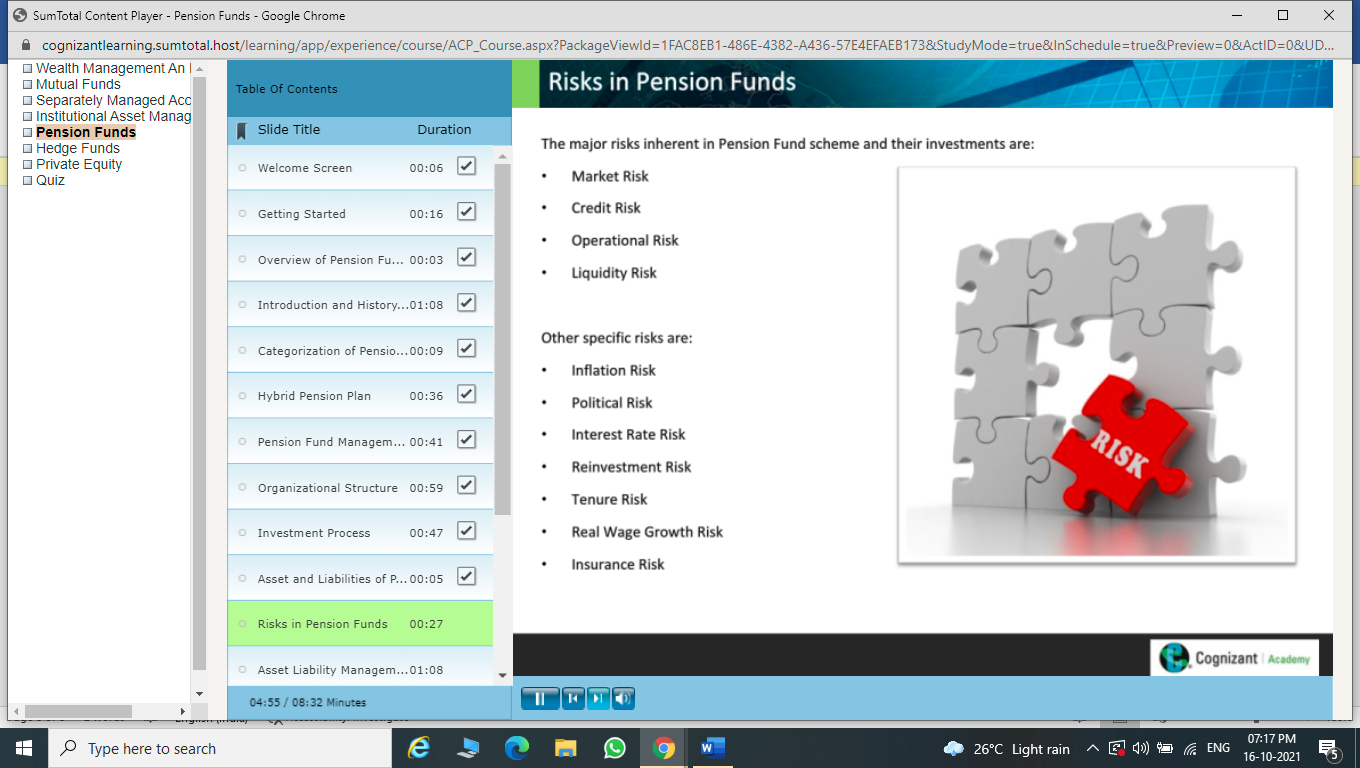 SumTotal Content Player - Pension Funds - Google Chrome
cognizantlearning.sumtotal.host/learning/app/experience/course/ACP_Course.aspx?PackageViewId=1FAC8EB1-486E-4382-A436-57E4EFAEB173&StudyMode=true&InSchedule=true&Preview=0&ActID=0&UD...
Wealth Management An
Mutual Funds
Separately Managed Acc
Institutional Asset Manag
Pension Funds
Hedge Funds
Private Equity
Quiz
Table Of Contents
Slide Title Duration
Welcome Screen 00:06
Getting Started 00:16
Overview of Pension Fu... 00:03
Introduction and History... 01:08
Categorization of Pensio... 00:09
Hybrid Pension Plan 00:36
Pension Fund Managem... 00:41
Organizational Structure 00:59
Investment Process 00:47
Asset and Liabilities of P... 00:05
Risks in Pension Funds 00:27
Asset Liability Managem... 01:08
04:55 / 08:32 Minutes
Risks in Pension Funds
The major risks inherent in Pension Fund scheme and their investments are:
• Market Risk
• Credit Risk
• Operational Risk
• Liquidity Risk
Other specific risks are:
• Inflation Risk
• Political Risk
• Interest Rate Risk
• Reinvestment Risk
• Tenure Risk
• Real Wage Growth Risk
• Insurance Risk
RISK
Cognizant | Academy
Type here to search
26°C Light rain
ENG
07:17 PM
16-10-2021
5